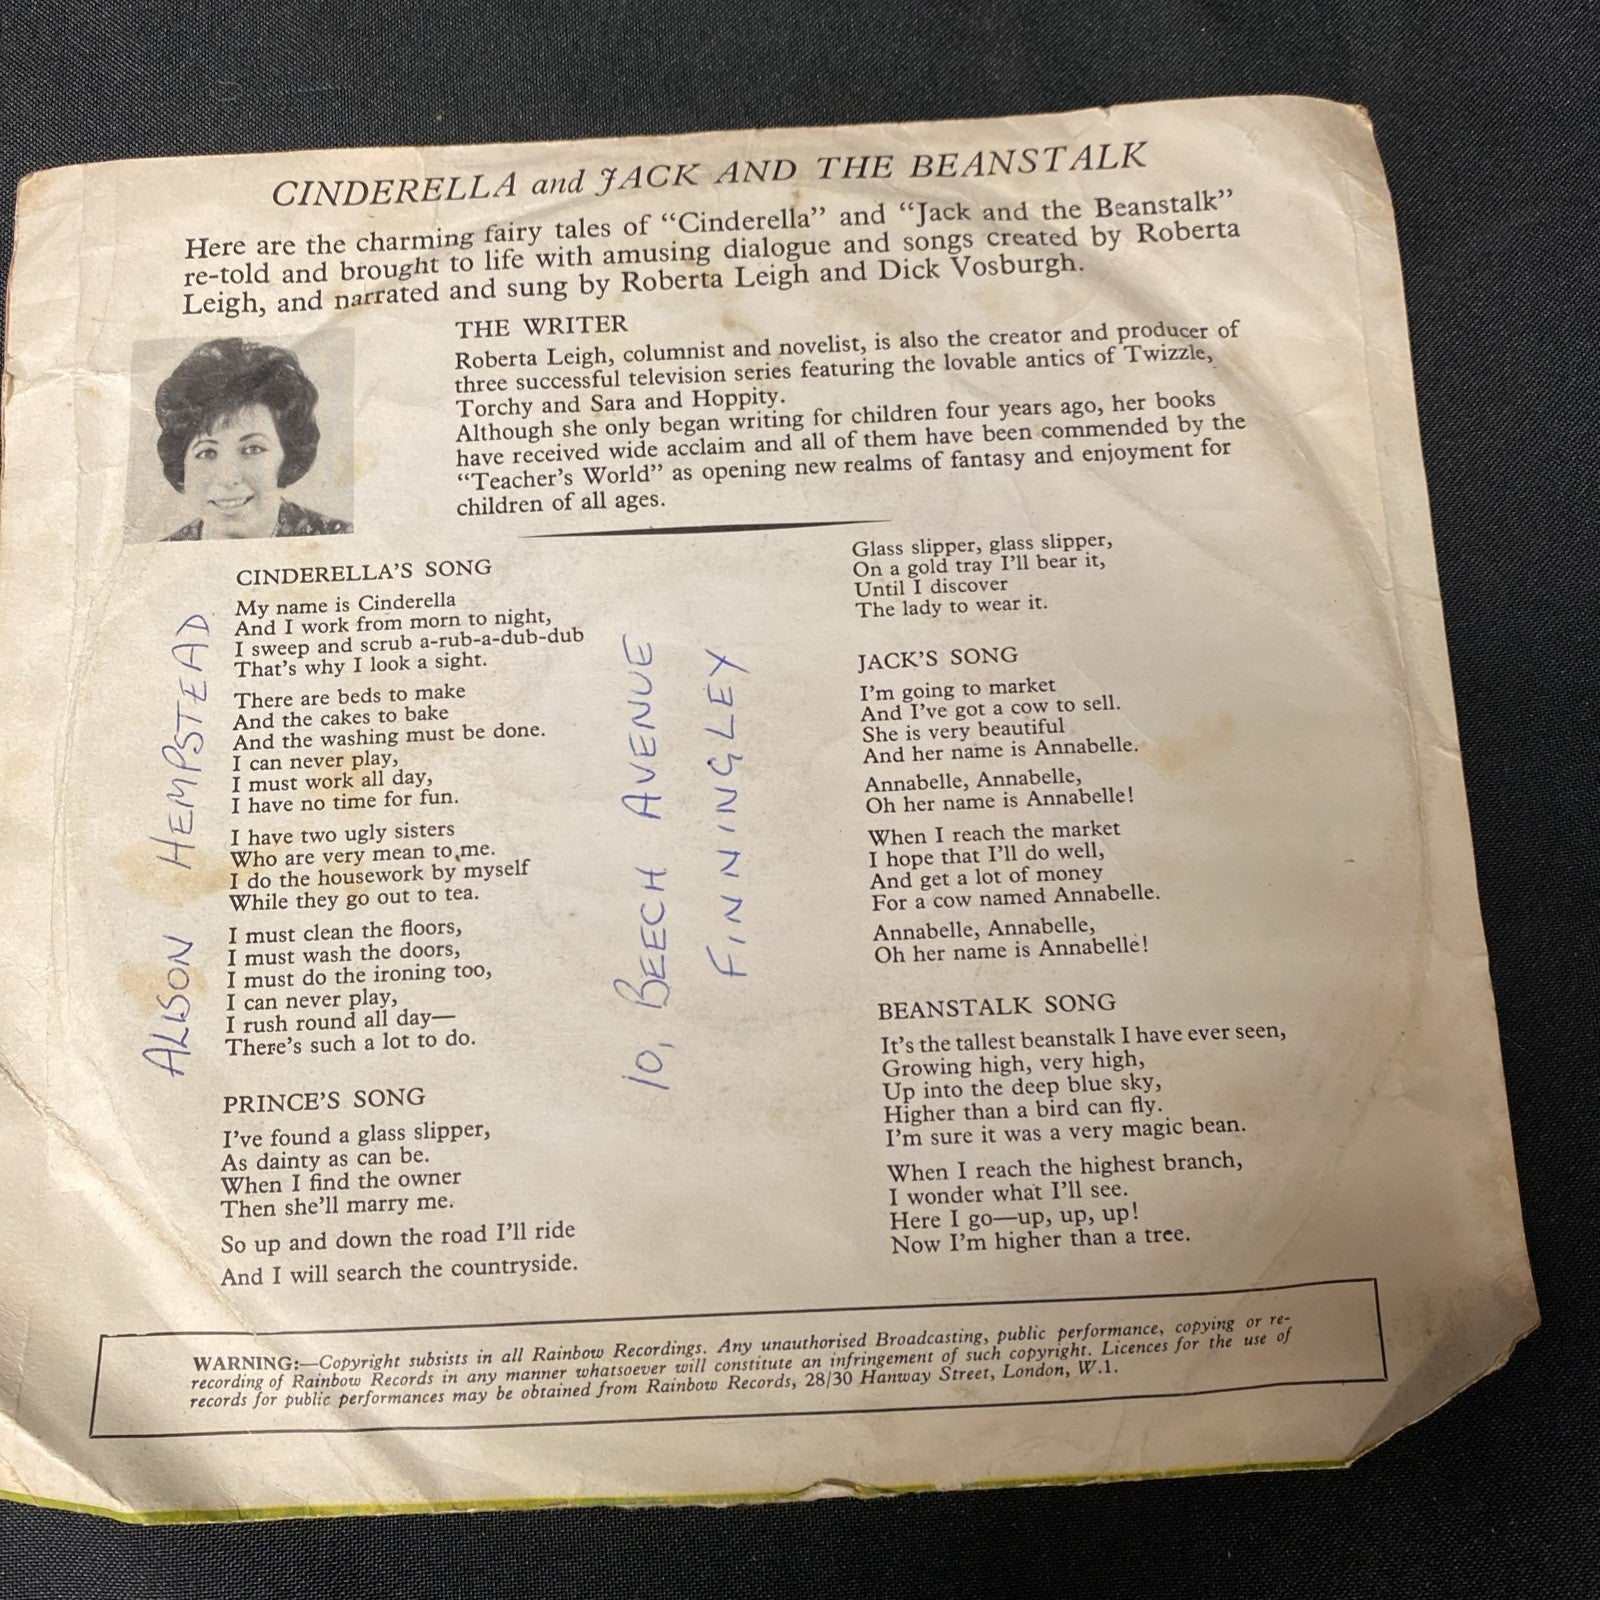 CINDERELLA and JACK AND THE BEANSTALK
Here are the charming fairy tales of “Cinderella” and “Jack and the Beanstalk”
re-told and brought to life with amusing dialogue and songs created by Roberta
Leigh, and narrated and sung by Roberta Leigh and Dick Vosburgh.
THE WRITER
Roberta Leigh, columnist and novelist, is also the creator and producer of
three successful television series featuring the lovable antics of Twizzle,
Torchy and Sara and Hoppity.
Although she only began writing for children four years ago, her books
have received wide acclaim and all of them have been commended by the
“Teacher’s World” as opening new realms of fantasy and enjoyment for
children of all ages.
CINDERELLA’S SONG
My name is Cinderella
And I work from morn to night,
I sweep and scrub a-rub-a-dub-dub
That’s why I look a sight.
There are beds to make
And the cakes to bake
And the washing must be done.
I can never play,
I must work all day,
I have no time for fun.
I have two ugly sisters
Who are very mean to me.
I do the housework by myself
While they go out to tea.
I must clean the floors,
I must wash the doors,
I must do the ironing too,
I can never play,
I rush round all day—
There’s such a lot to do.
PRINCE’S SONG
I’ve found a glass slipper,
As dainty as can be.
When I find the owner
Then she’ll marry me.
So up and down the road I’ll ride
And I will search the countryside.
Glass slipper, glass slipper,
On a gold tray I’ll bear it,
Until I discover
The lady to wear it.
JACK’S SONG
I’m going to market
And I’ve got a cow to sell.
She is very beautiful
And her name is Annabelle.
Annabelle, Annabelle,
Oh her name is Annabelle!
When I reach the market
I hope that I’ll do well,
And get a lot of money
For a cow named Annabelle.
Annabelle, Annabelle,
Oh her name is Annabelle!
BEANSTALK SONG
It’s the tallest beanstalk I have ever seen,
Growing high, very high,
Up into the deep blue sky,
Higher than a bird can fly.
I’m sure it was a very magic bean.
When I reach the highest branch,
I wonder what I’ll see.
Here I go—up, up, up!
Now I’m higher than a tree.
ALISON HEMPSTEAD
10, BEECH AVENUE
FINNINGLEY
WARNING:—Copyright subsists in all Rainbow Recordings. Any unauthorised Broadcasting, public performance, copying or re-
recording of Rainbow Records in any manner whatsoever will constitute an infringement of such copyright. Licences for the use of
records for public performances may be obtained from Rainbow Records, 28/30 Hanway Street, London, W.1.